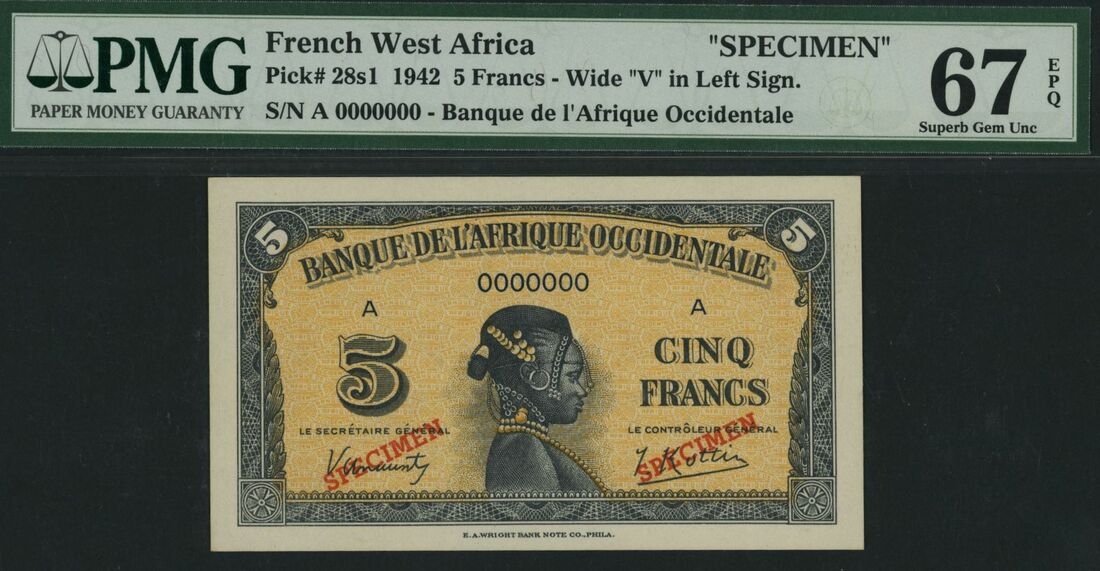 PMG
PAPER MONEY GUARANTY
French West Africa "SPECIMEN"
Pick# 28s1 1942 5 Francs - Wide "V" in Left Sign.
S/N A 0000000 - Banque de l'Afrique Occidentale
67
EPQ
Superb Gem Unc
5 5
BANQUE DE L'AFRIQUE OCCIDENTALE
0000000
A A
5
CINQ
FRANCS
LE SECRÉTAIRE GÉNÉRAL LE CONTRÔLEUR GÉNÉRAL
SPECIMEN SPECIMEN
5 5
E.A.WRIGHT BANK NOTE CO.,PHILA.